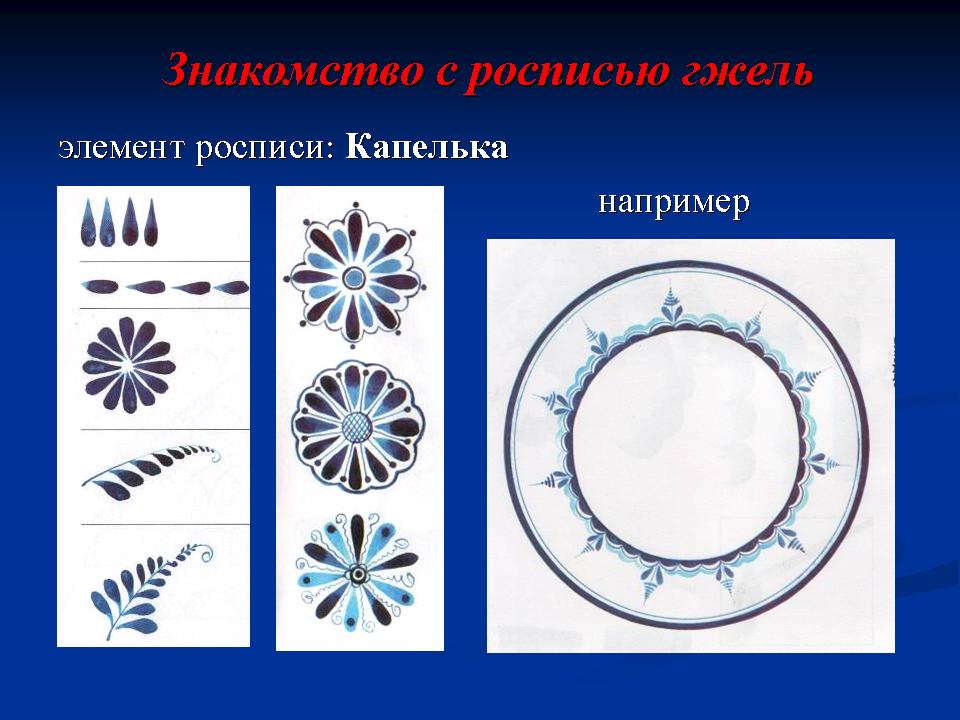 Знакомство с росписью гжель
элемент росписи: Капелька
например